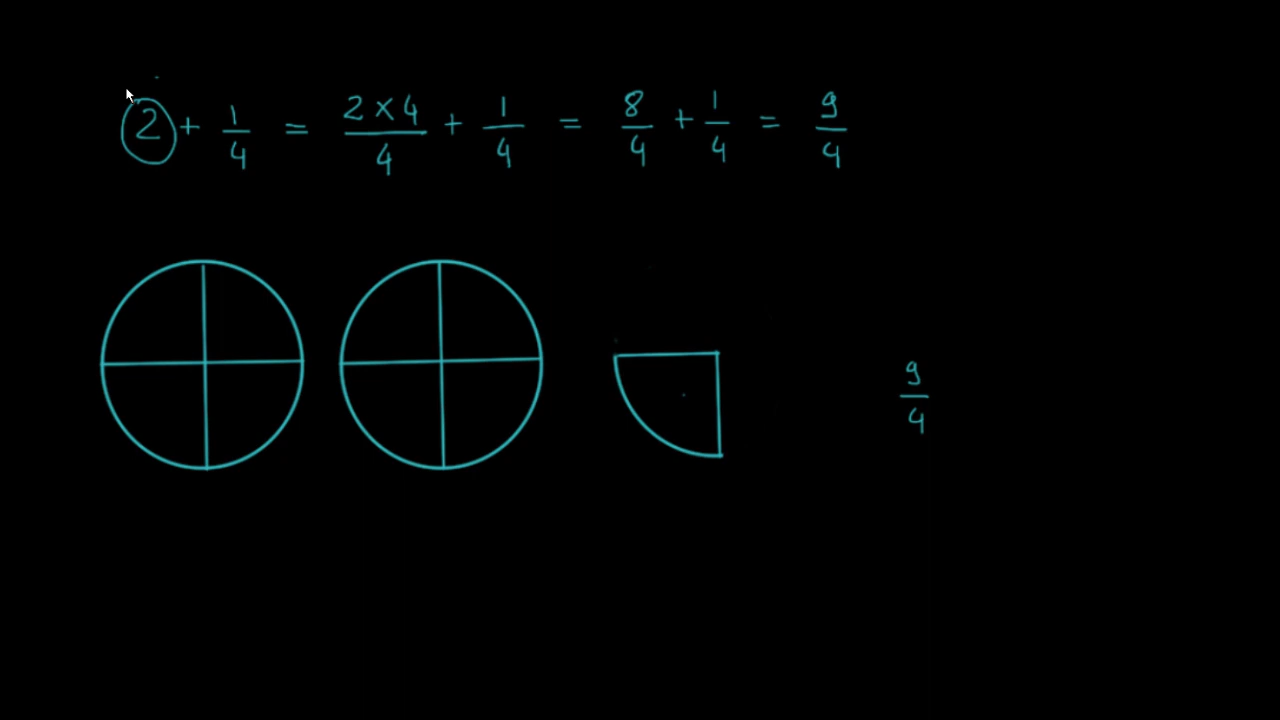 2 + 1/4 = 2 × 4/4 + 1/4 = 8/4 + 1/4 = 9/4
9/4